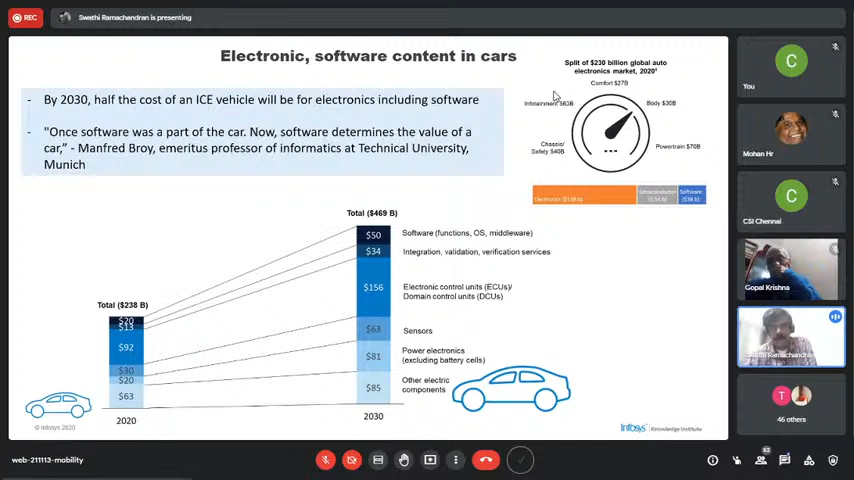 REC
Swathi Ramachandran is presenting
Electronic, software content in cars
- By 2030, half the cost of an ICE vehicle will be for electronics including software
- "Once software was a part of the car. Now, software determines the value of a
car,” - Manfred Broy, emeritus professor of informatics at Technical University,
Munich
Split of $230 billion global auto
electronics market, 2020¹
Comfort $27B
Infotainment $63B
Body $30B
Chassis/
Safety $40B
Powertrain $70B
Semiconductor
Software
Total ($469 B)
$50
Software (functions, OS, middleware)
$34
Integration, validation, verification services
$156
Electronic control units (ECUs)/
Domain control units (DCUs)
$63
Sensors
$81
Power electronics
(excluding battery cells)
$85
Other electric
components
2030
Total ($238 B)
$20
$13
$92
$30
$20
$63
2020
© Infosys 2020
Infosys | Knowledge Institute
C
You
Mohan Hr
C
CSI Chennai
Gopal Krishna
Swathi Ramachandran
T
46 others
web-211113-mobility